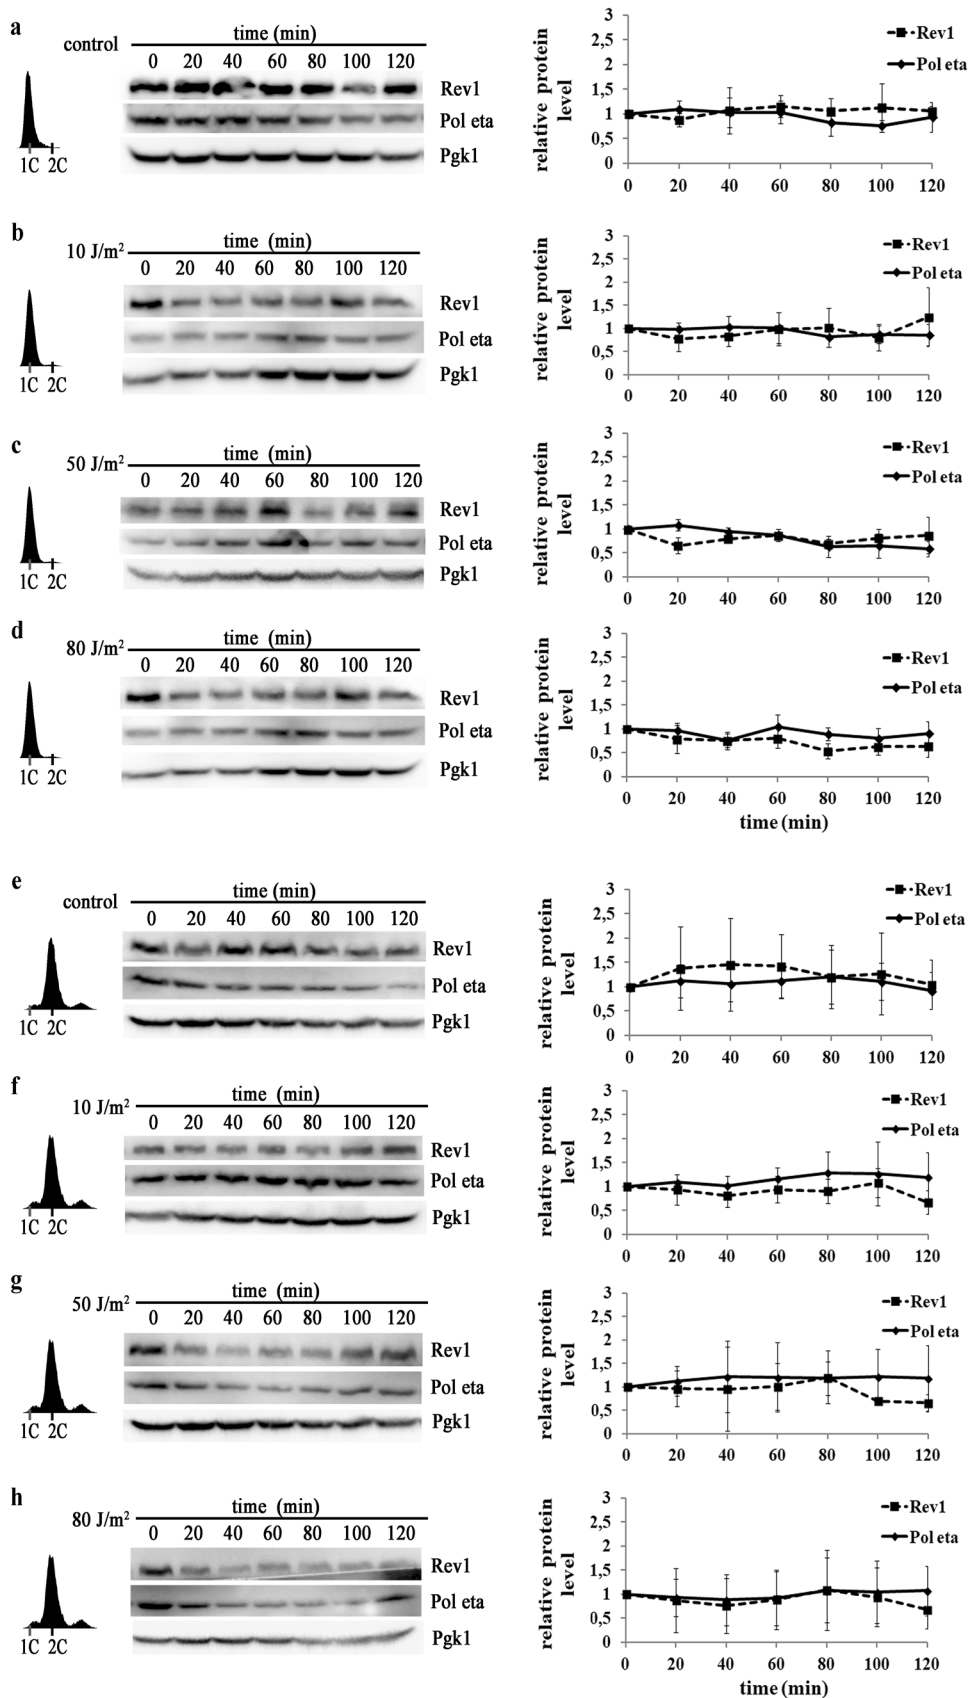 a
control
time (min)
0 20 40 60 80 100 120
Rev1
Pol eta
Pgk1
1C 2C
relative protein level
3
2,5
2
1,5
1
0,5
0
0 20 40 60 80 100 120
Rev1
Pol eta
b
10 J/m²
time (min)
0 20 40 60 80 100 120
Rev1
Pol eta
Pgk1
1C 2C
relative protein level
3
2,5
2
1,5
1
0,5
0
0 20 40 60 80 100 120
Rev1
Pol eta
c
50 J/m²
time (min)
0 20 40 60 80 100 120
Rev1
Pol eta
Pgk1
1C 2C
relative protein level
3
2,5
2
1,5
1
0,5
0
0 20 40 60 80 100 120
Rev1
Pol eta
d
80 J/m²
time (min)
0 20 40 60 80 100 120
Rev1
Pol eta
Pgk1
1C 2C
relative protein level
3
2,5
2
1,5
1
0,5
0
0 20 40 60 80 100 120
time (min)
Rev1
Pol eta
e
control
time (min)
0 20 40 60 80 100 120
Rev1
Pol eta
Pgk1
1C 2C
relative protein level
3
2,5
2
1,5
1
0,5
0
0 20 40 60 80 100 120
Rev1
Pol eta
f
10 J/m²
time (min)
0 20 40 60 80 100 120
Rev1
Pol eta
Pgk1
1C 2C
relative protein level
3
2,5
2
1,5
1
0,5
0
0 20 40 60 80 100 120
Rev1
Pol eta
g
50 J/m²
time (min)
0 20 40 60 80 100 120
Rev1
Pol eta
Pgk1
1C 2C
relative protein level
3
2,5
2
1,5
1
0,5
0
0 20 40 60 80 100 120
Rev1
Pol eta
h
80 J/m²
time (min)
0 20 40 60 80 100 120
Rev1
Pol eta
Pgk1
1C 2C
relative protein level
3
2,5
2
1,5
1
0,5
0
0 20 40 60 80 100 120
time (min)
Rev1
Pol eta